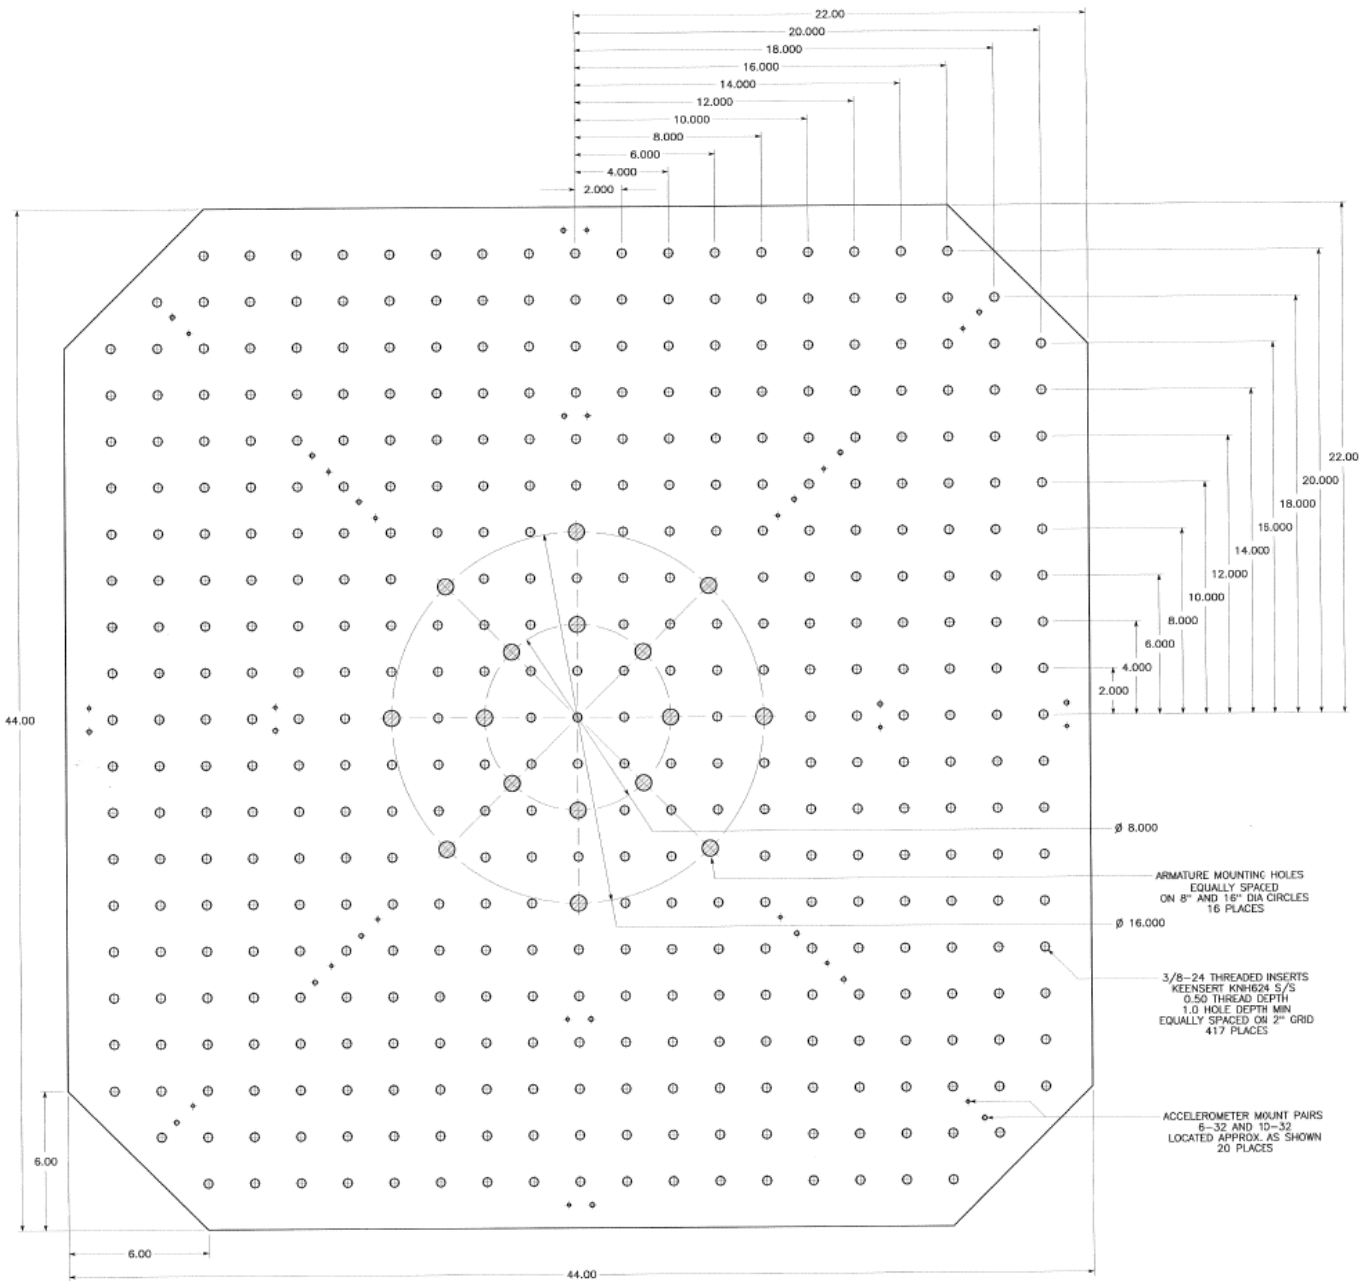 22.00
20.000
18.000
16.000
14.000
12.000
10.000
8.000
6.000
4.000
2.000
22.00
20.000
18.000
16.000
14.000
12.000
10.000
8.000
6.000
4.000
2.000
44.00
Ø 8.000
ARMATURE MOUNTING HOLES
EQUALLY SPACED
ON 8" AND 16" DIA CIRCLES
16 PLACES
Ø 16.000
3/8-24 THREADED INSERTS
KEENSERT KNH624 S/S
0.50 THREAD DEPTH
1.0 HOLE DEPTH MIN
EQUALLY SPACED ON 2" GRID
417 PLACES
ACCELEROMETER MOUNT PAIRS
6-32 AND 10-32
LOCATED APPROX. AS SHOWN
20 PLACES
6.00
6.00
44.00